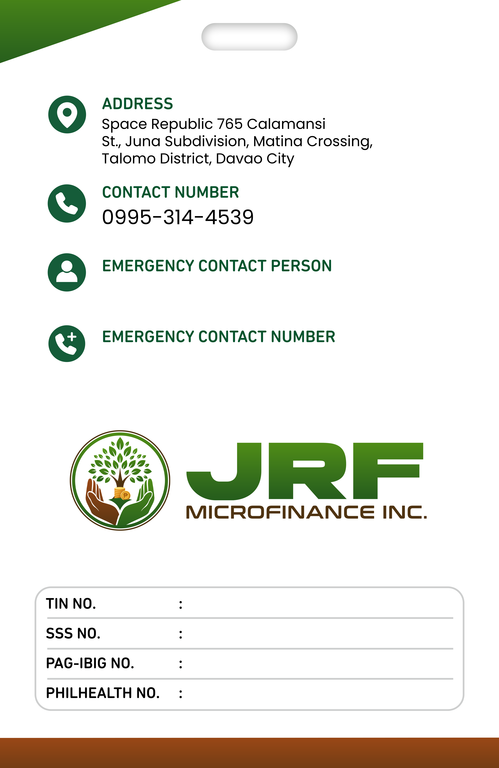 ADDRESS
Space Republic 765 Calamansi
St., Juna Subdivision, Matina Crossing,
Talomo District, Davao City
CONTACT NUMBER
0995-314-4539
EMERGENCY CONTACT PERSON
EMERGENCY CONTACT NUMBER
JRF
MICROFINANCE INC.
TIN NO. :
SSS NO. :
PAG-IBIG NO. :
PHILHEALTH NO. :